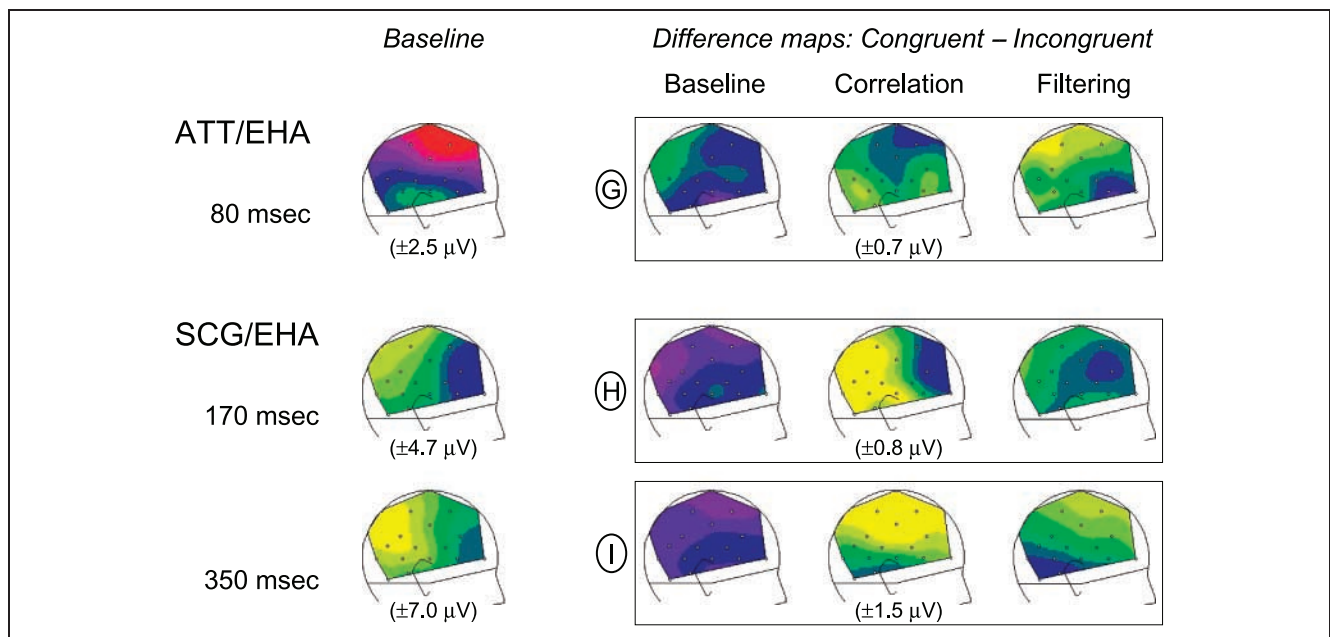 Baseline
Difference maps: Congruent – Incongruent
Baseline Correlation Filtering
ATT/EHA
80 msec
G
(±2.5 µV)
(±0.7 µV)
SCG/EHA
170 msec
H
(±4.7 µV)
(±0.8 µV)
350 msec
I
(±7.0 µV)
(±1.5 µV)